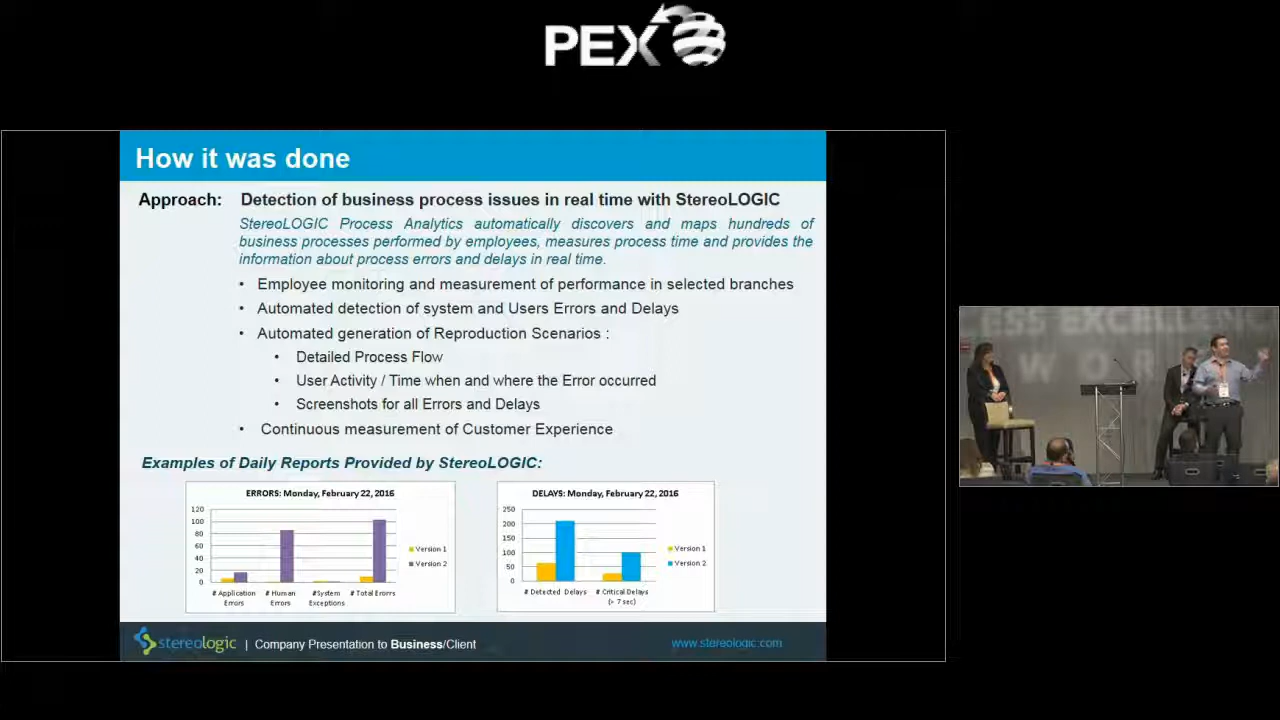 PEX
How it was done
Approach: Detection of business process issues in real time with StereoLOGIC
StereoLOGIC Process Analytics automatically discovers and maps hundreds of
business processes performed by employees, measures process time and provides the
information about process errors and delays in real time.
• Employee monitoring and measurement of performance in selected branches
• Automated detection of system and Users Errors and Delays
• Automated generation of Reproduction Scenarios :
• Detailed Process Flow
• User Activity / Time when and where the Error occurred
• Screenshots for all Errors and Delays
• Continuous measurement of Customer Experience
Examples of Daily Reports Provided by StereoLOGIC:
ERRORS: Monday, February 22, 2016
120
100
80
60
40
20
0
# Application Errors
# Human Errors
#System Exceptions
# Total Erorrs
Version 1
Version 2
DELAYS: Monday, February 22, 2016
250
200
150
100
50
0
# Detected Delays
# Critical Delays (> 7 sec)
Version 1
Version 2
stereologic | Company Presentation to Business/Client
www.stereologic.com
CESS EXCELLENC
WOR